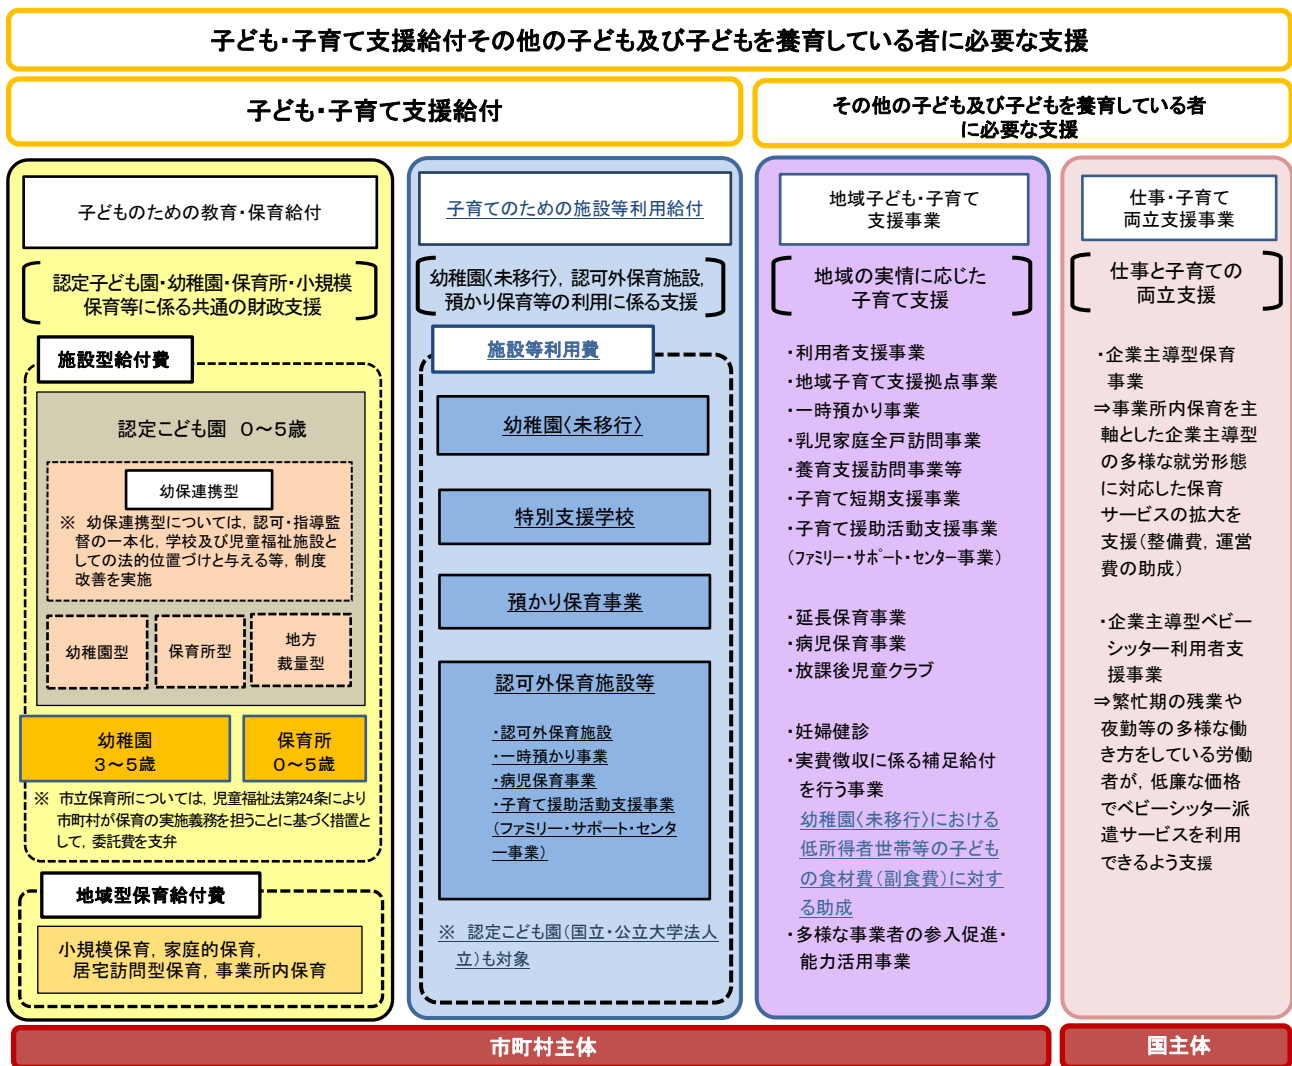 子ども・子育て支援給付その他の子ども及び子どもを養育している者に必要な支援
子ども・子育て支援給付
その他の子ども及び子どもを養育している者
に必要な支援
子どものための教育・保育給付
認定子ども園・幼稚園・保育所・小規模
保育等に係る共通の財政支援
施設型給付費
認定こども園　０～５歳
幼保連携型
※　幼保連携型については，認可・指導監
督の一本化，学校及び児童福祉施設と
しての法的位置づけと与える等，制度
改善を実施
幼稚園型
保育所型
地方
裁量型
幼稚園
３～５歳
保育所
０～５歳
※　市立保育所については，児童福祉法第24条により
市町村が保育の実施義務を担うことに基づく措置と
して，委託費を支弁
地域型保育給付費
小規模保育，家庭的保育，
居宅訪問型保育，事業所内保育
子育てのための施設等利用給付
幼稚園〈未移行〉，認可外保育施設，
預かり保育等の利用に係る支援
施設等利用費
幼稚園〈未移行〉
特別支援学校
預かり保育事業
認可外保育施設等
・認可外保育施設
・一時預かり事業
・病児保育事業
・子育て援助活動支援事業
（ファミリー・サポート・センタ
ー事業）
※　認定こども園（国立・公立大学法人
立）も対象
地域子ども・子育て
支援事業
地域の実情に応じた
子育て支援
・利用者支援事業
・地域子育て支援拠点事業
・一時預かり事業
・乳児家庭全戸訪問事業
・養育支援訪問事業等
・子育て短期支援事業
・子育て援助活動支援事業
（ﾌｧﾐﾘｰ・ｻﾎﾟｰﾄ・ｾﾝﾀｰ事業）
・延長保育事業
・病児保育事業
・放課後児童クラブ
・妊婦健診
・実費徴収に係る補足給付
を行う事業
幼稚園〈未移行〉における
低所得者世帯等の子ども
の食材費（副食費）に対す
る助成
・多様な事業者の参入促進・
能力活用事業
仕事・子育て
両立支援事業
仕事と子育ての
両立支援
・企業主導型保育
事業
⇒事業所内保育を主
軸とした企業主導型
の多様な就労形態
に対応した保育
サービスの拡大を
支援（整備費，運営
費の助成）
・企業主導型ベビー
シッター利用者支
援事業
⇒繁忙期の残業や
夜勤等の多様な働
き方をしている労働
者が，低廉な価格
でベビーシッター派
遣サービスを利用
できるよう支援
市町村主体
国主体